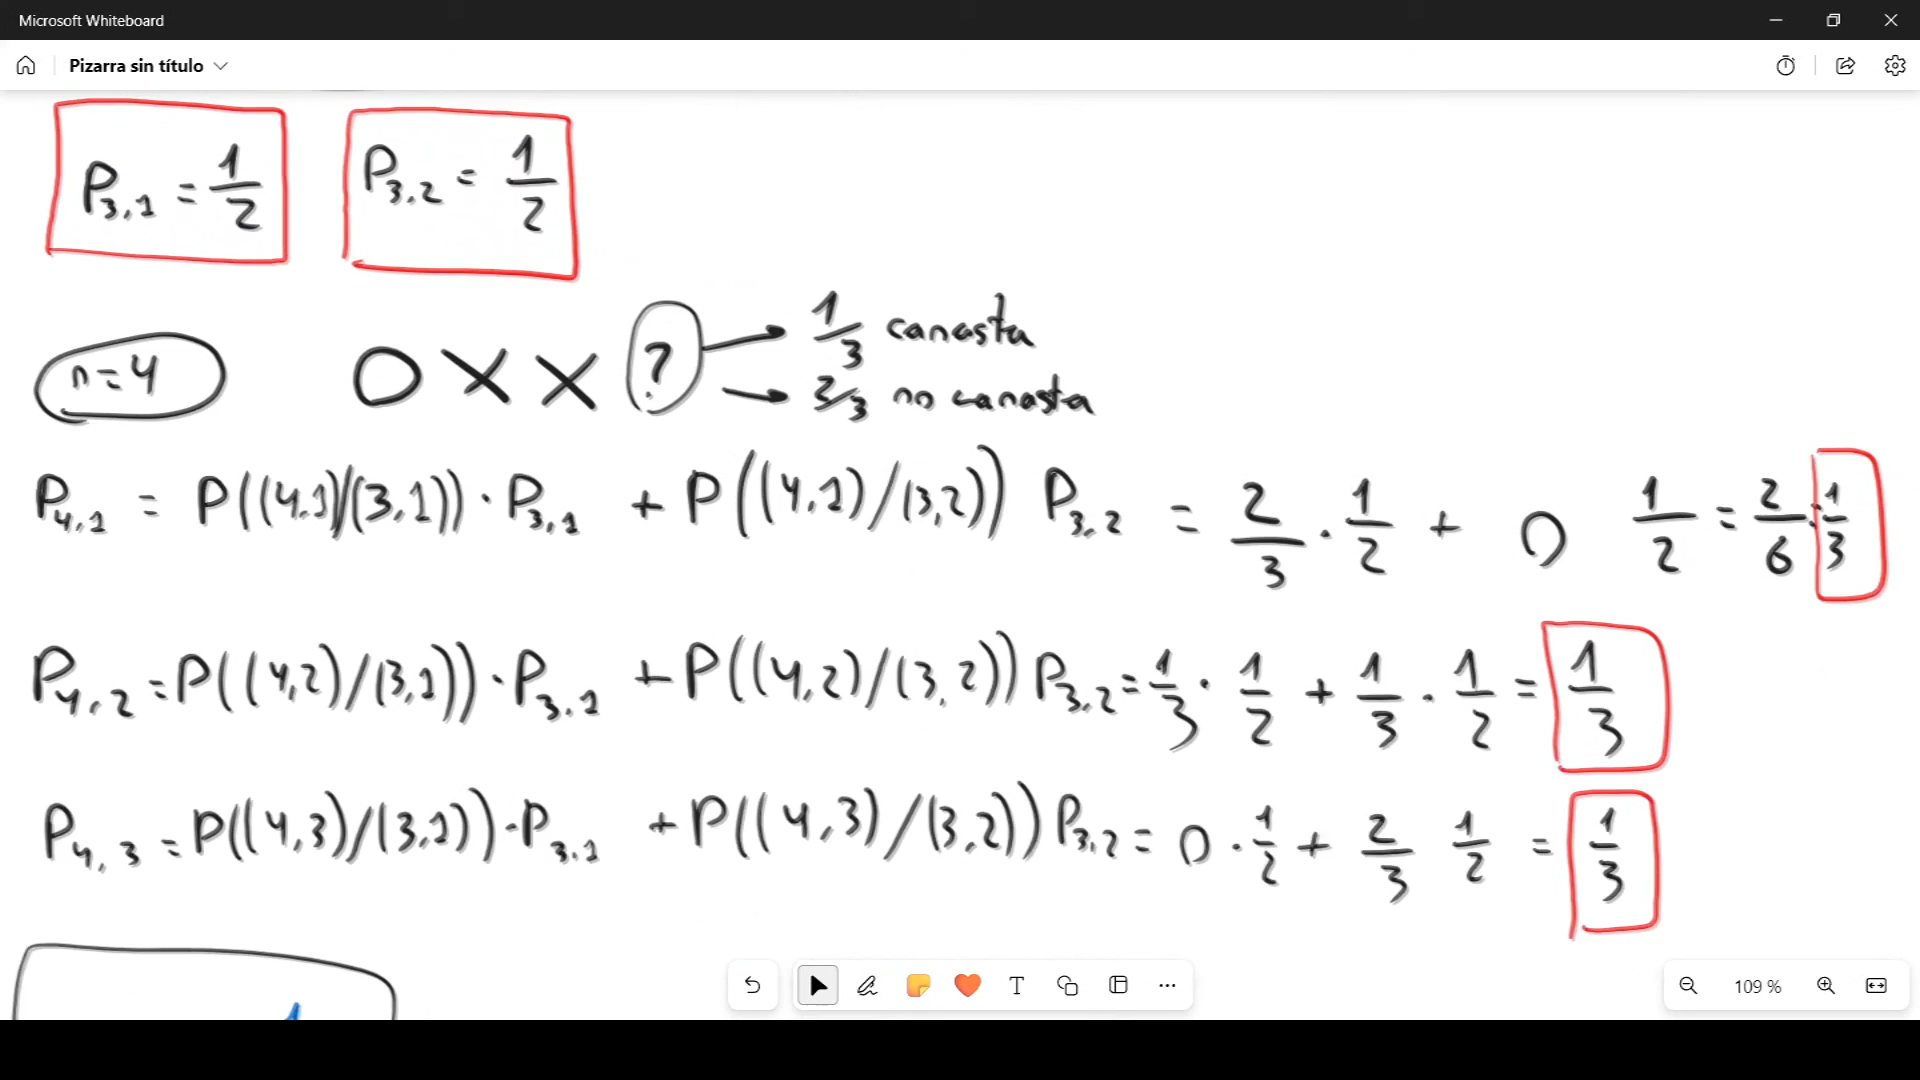 Microsoft Whiteboard
Pizarra sin título
P3,1 = 1/2 P3,2 = 1/2
n=4 O X X ? 1/3 canasta
2/3 no canasta
P4,1 = P((4,1)/(3,1)) · P3,1 + P((4,1)/(3,2)) P3,2 = 2/3 · 1/2 + 0 1/2 = 2/6 = 1/3
P4,2 = P((4,2)/(3,1)) · P3,1 + P((4,2)/(3,2)) P3,2 = 1/3 · 1/2 + 1/3 · 1/2 = 1/3
P4,3 = P((4,3)/(3,1)) · P3,1 + P((4,3)/(3,2)) P3,2 = 0 · 1/2 + 2/3 1/2 = 1/3
109 %